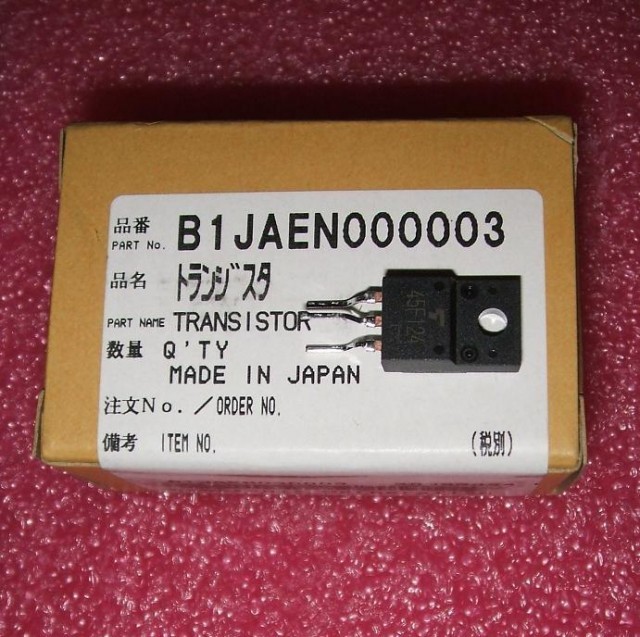 品番
PART No. B1JAEN000003
品名 トランジスタ
PART NAME TRANSISTOR
数量 Q'TY
MADE IN JAPAN
注文No./ORDER NO.
備考 ITEM NO. (税別)
45F124